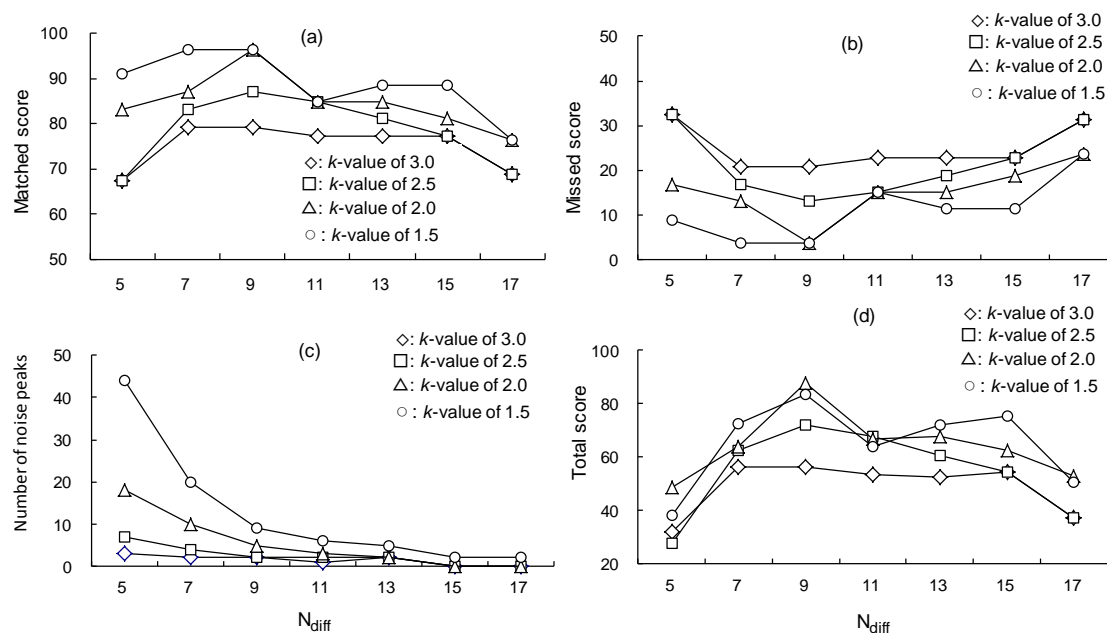 (a)
Matched score
100
90
80
70
60
50
◇: k-value of 3.0
□: k-value of 2.5
△: k-value of 2.0
○: k-value of 1.5
5 7 9 11 13 15 17
(b)
Missed score
50
40
30
20
10
0
◇: k-value of 3.0
□: k-value of 2.5
△: k-value of 2.0
○: k-value of 1.5
5 7 9 11 13 15 17
(c)
Number of noise peaks
50
40
30
20
10
0
◇: k-value of 3.0
□: k-value of 2.5
△: k-value of 2.0
○: k-value of 1.5
5 7 9 11 13 15 17
Ndiff
(d)
Total score
100
80
60
40
20
◇: k-value of 3.0
□: k-value of 2.5
△: k-value of 2.0
○: k-value of 1.5
5 7 9 11 13 15 17
Ndiff